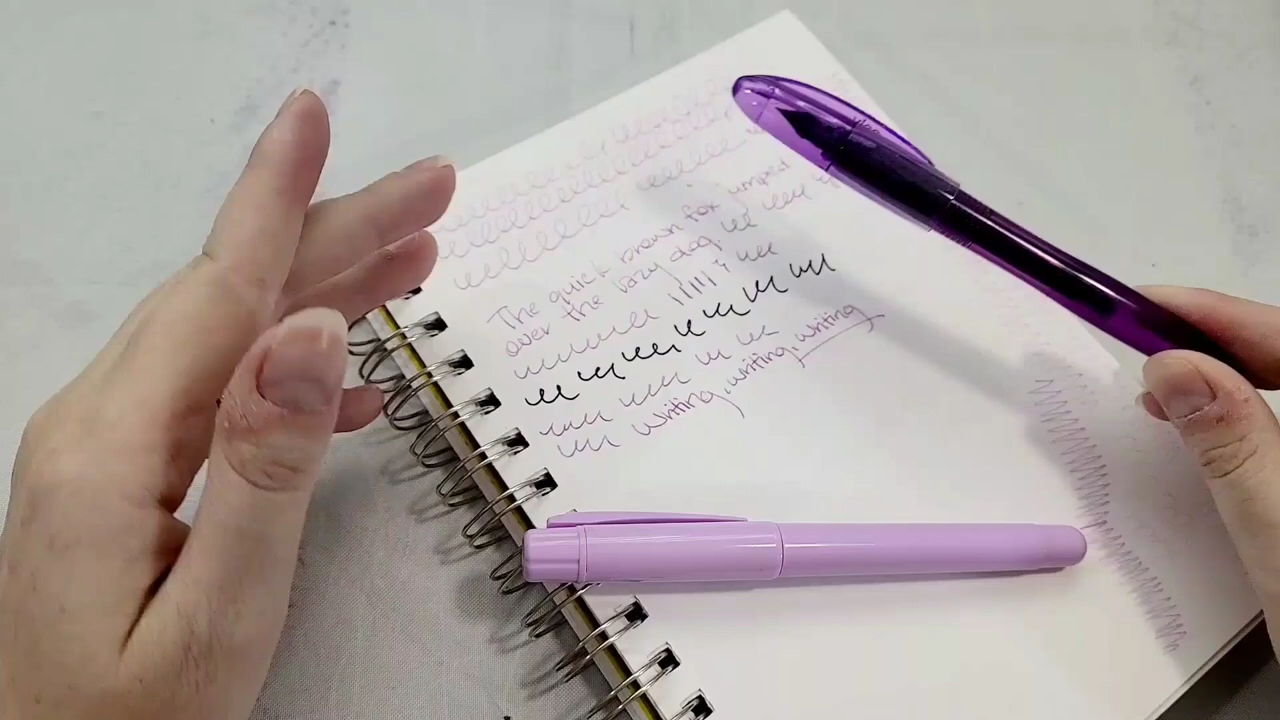 The quick brown fox jumped
over the lazy dog.
writing, writing, writing